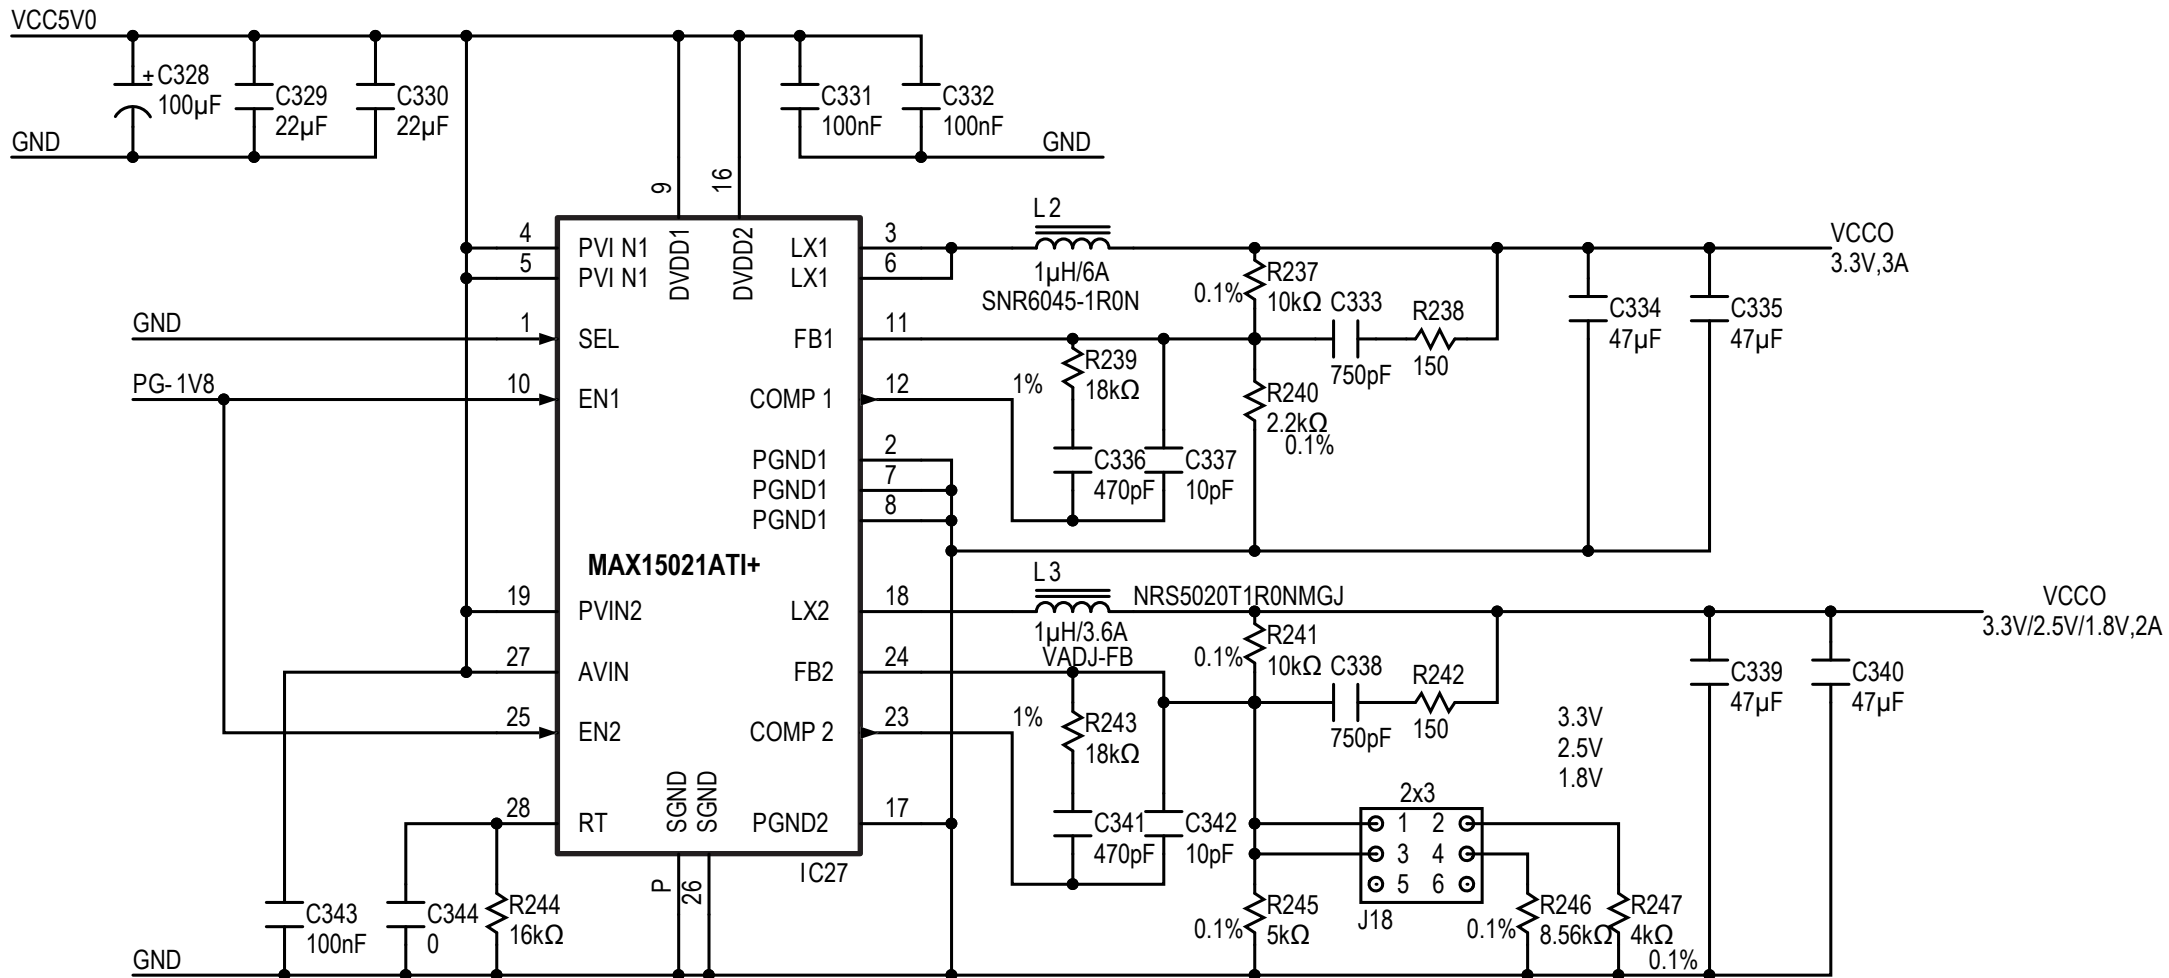 VCC5V0
+C328
100µF
C329
22µF
C330
22µF
C331
100nF
C332
100nF
GND
GND
9
16
4
5
PVI N1
PVI N1
DVDD1
DVDD2
LX1
LX1
3
6
L2
1µH/6A
SNR6045-1R0N
VCCO
3.3V,3A
R237
0.1%
10kΩ
C333
750pF
R238
150
C334
47µF
C335
47µF
GND
1
SEL
FB1
11
R239
1%
18kΩ
PG-1V8
10
EN1
COMP 1
12
R240
2.2kΩ
0.1%
PGND1
2
PGND1
7
PGND1
8
C336
470pF
C337
10pF
MAX15021ATI+
19
PVIN2
LX2
18
L3
NRS5020T1R0NMGJ
1µH/3.6A
VADJ-FB
VCCO
3.3V/2.5V/1.8V,2A
27
AVIN
FB2
24
R241
0.1%
10kΩ
C338
750pF
R242
150
C339
47µF
C340
47µF
25
EN2
COMP 2
23
1%
R243
18kΩ
3.3V
2.5V
1.8V
28
RT
SGND
SGND
PGND2
17
C341
470pF
C342
10pF
2x3
1 2
3 4
5 6
J18
IC27
P
26
C343
100nF
C344
0
R244
16kΩ
R245
0.1%
5kΩ
R246
0.1%
8.56kΩ
R247
4kΩ
0.1%
GND